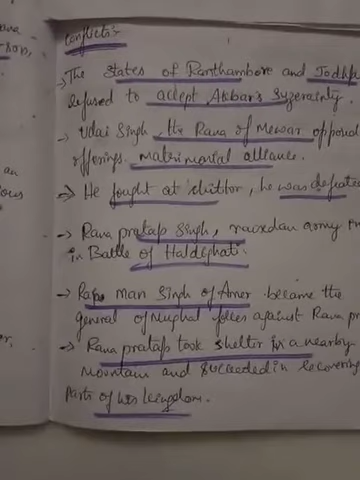 conflicts:-
→ The states of Ranthambore and Jodhp
refused to accept Akbar's Suzerainty.
→ Udai Singh, the Rana of Mewar opposed
offerings matrimonial alliance.
→ He fought at chittor, he was defeated
→ Rana pratap Singh, army
in Battle of Haldighati.
→ Raja man Singh of Amer became the
general of Mughal forces against Rana pr
→ Rana pratap took shelter in a nearby
Mountain and succeeded in recovering
Parts of his kingdom.